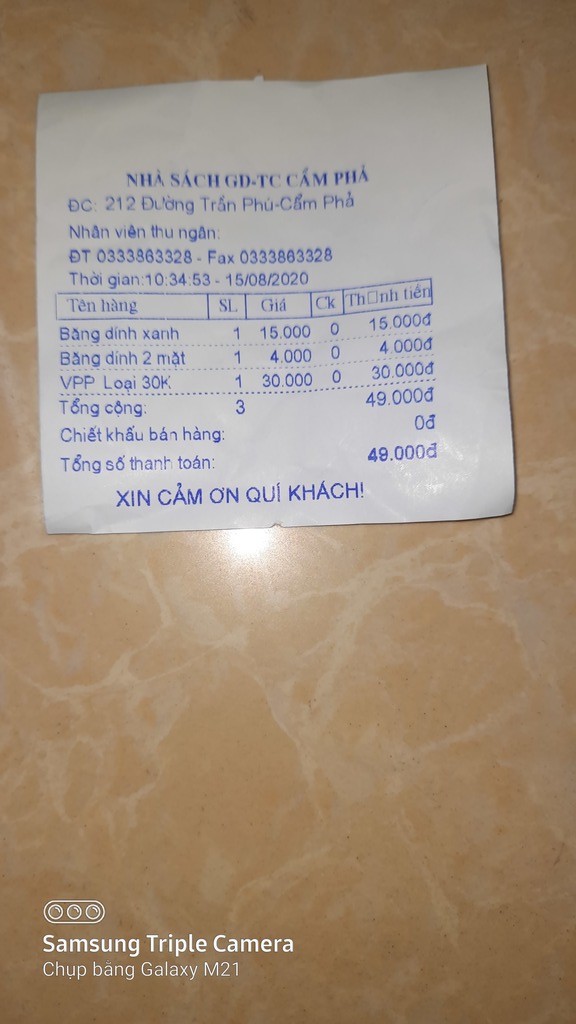 NHÀ SÁCH GD-TC CẨM PHẢ
ĐC: 212 Đường Trần Phú-Cẩm Phả
Nhân viên thu ngân:
ĐT 0333863328 - Fax 0333863328
Thời gian:10:34:53 - 15/08/2020
Tên hàng SL Giá Ck Th□nh tiền
Băng dính xanh 1 15.000 0 15.000đ
Băng dính 2 mặt 1 4.000 0 4.000đ
VPP Loại 30K 1 30.000 0 30.000đ
Tổng cộng: 3 49.000đ
Chiết khấu bán hàng: 0đ
Tổng số thanh toán: 49.000đ
XIN CẢM ƠN QUÍ KHÁCH!
Samsung Triple Camera
Chụp bằng Galaxy M21